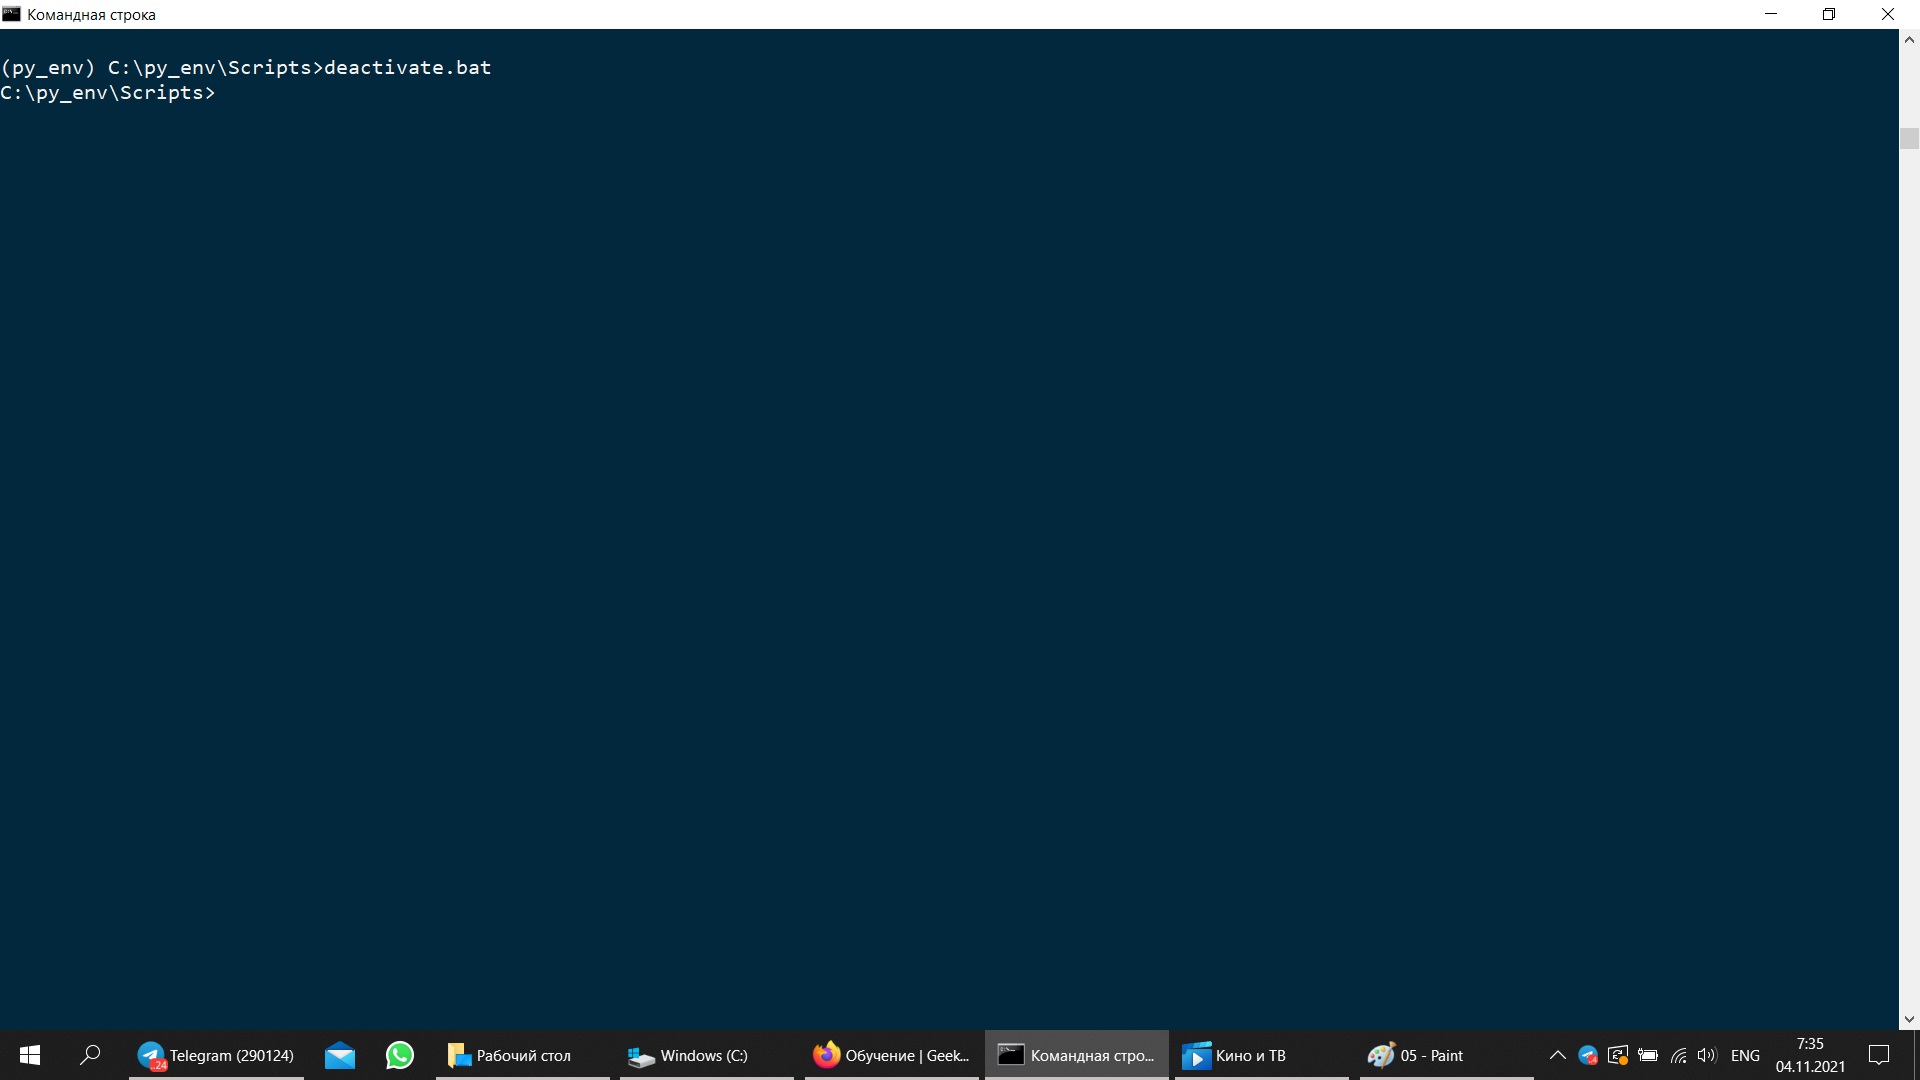 Командная строка
(py_env) C:\py_env\Scripts>deactivate.bat
C:\py_env\Scripts>
Telegram (290124)
..24
Рабочий стол
Windows (C:)
Обучение | Geek...
Командная стро...
Кино и ТВ
05 - Paint
ENG
7:35
04.11.2021